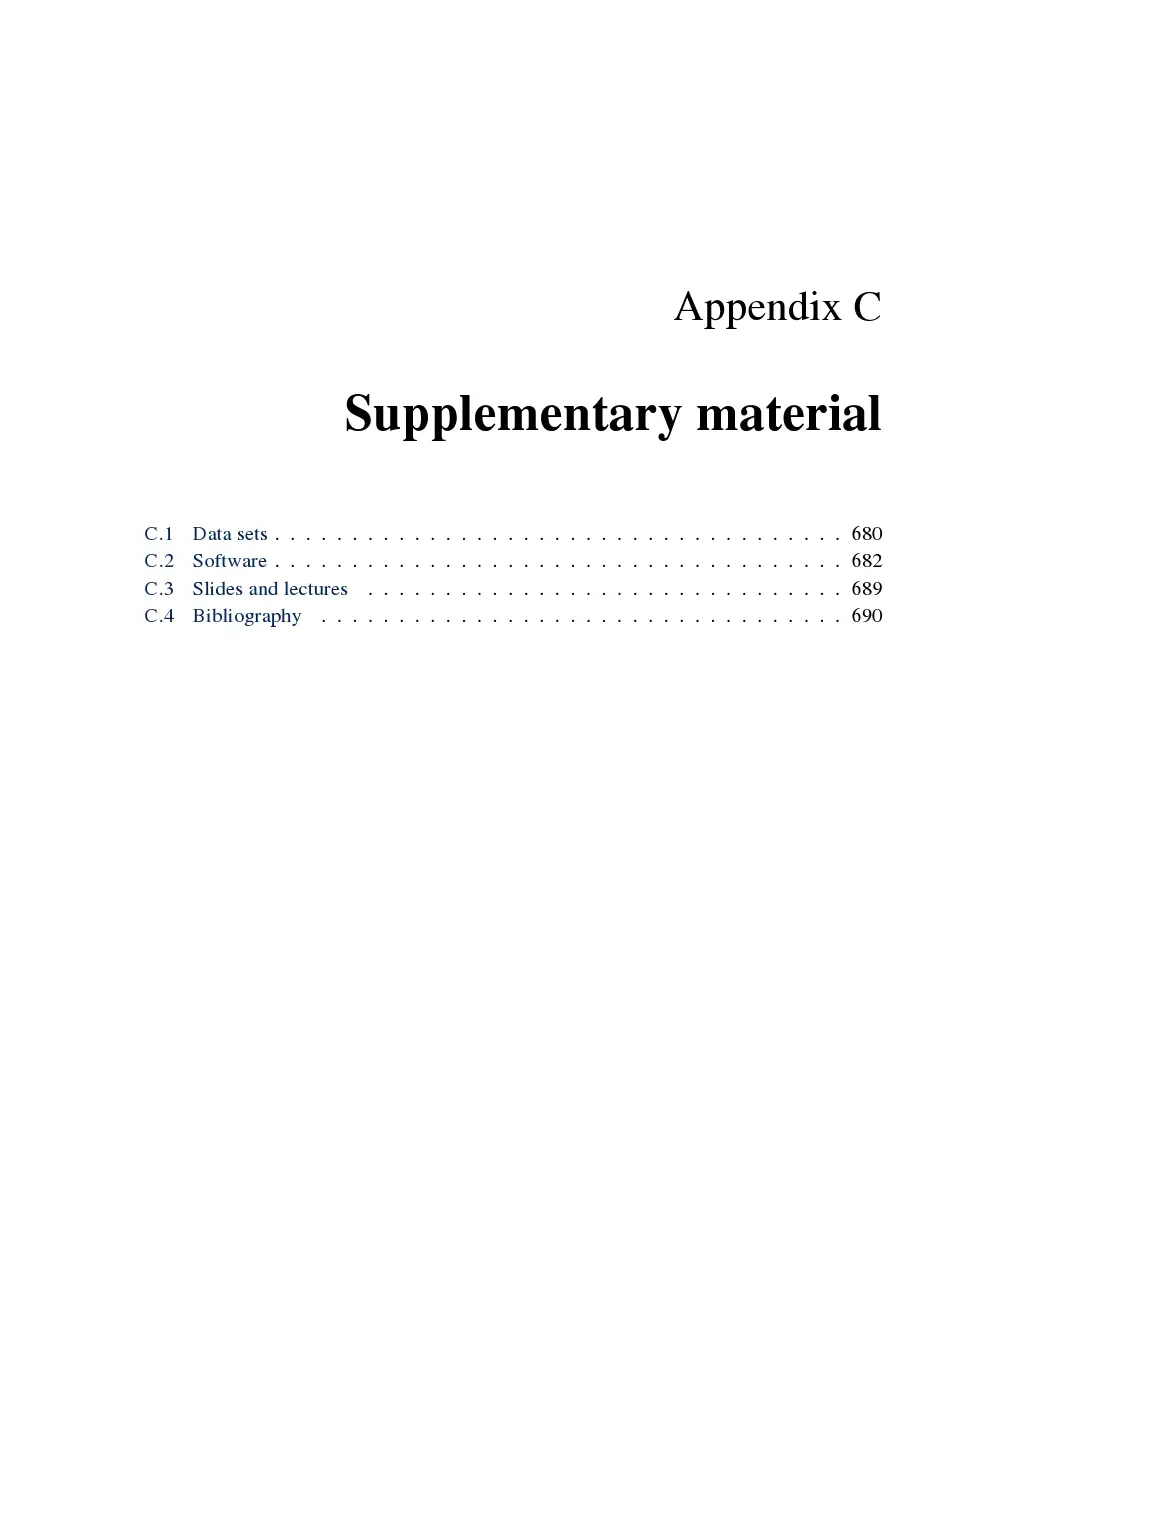 Appendix C
Supplementary material
C.1 Data sets . . . . . . . . . . . . . . . . . . . . . . . . . . . . . . . . . . . . . 680
C.2 Software . . . . . . . . . . . . . . . . . . . . . . . . . . . . . . . . . . . . . 682
C.3 Slides and lectures . . . . . . . . . . . . . . . . . . . . . . . . . . . . . . . 689
C.4 Bibliography . . . . . . . . . . . . . . . . . . . . . . . . . . . . . . . . . . 690